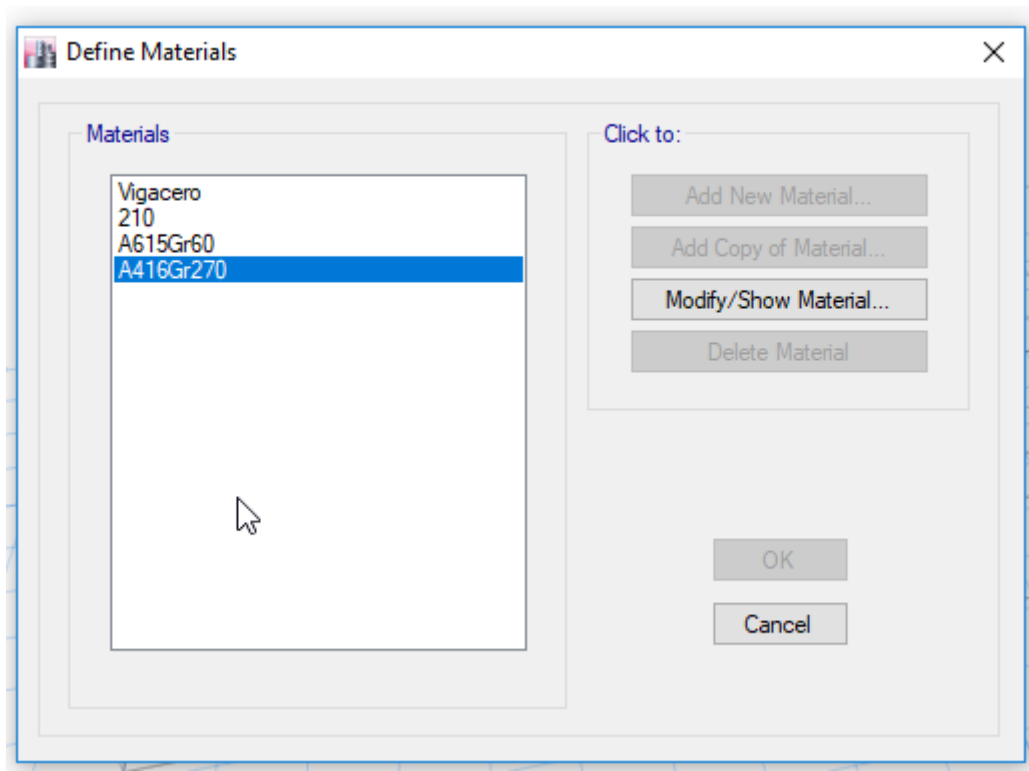 Define Materials
Materials
Vigacero
210
A615Gr60
A416Gr270
Click to:
Add New Material...
Add Copy of Material...
Modify/Show Material...
Delete Material
OK
Cancel